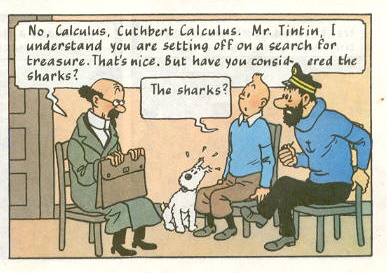 No, Calculus, Cuthbert Calculus. Mr. Tintin, I
understand you are setting off on a search for
treasure. That's nice. But have you consid- ered the
sharks?
The sharks?